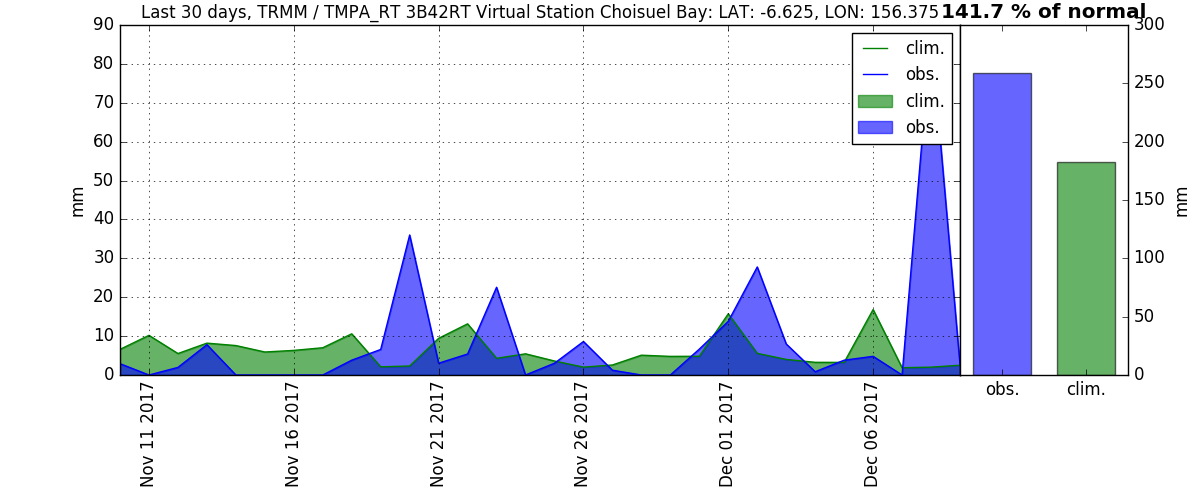 Last 30 days, TRMM / TMPA_RT 3B42RT Virtual Station Choisuel Bay: LAT: -6.625, LON: 156.375
141.7 % of normal
90
80
70
60
50
40
30
20
10
0
mm
clim.
obs.
clim.
obs.
Nov 11 2017
Nov 16 2017
Nov 21 2017
Nov 26 2017
Dec 01 2017
Dec 06 2017
300
250
200
150
100
50
0
mm
obs.
clim.